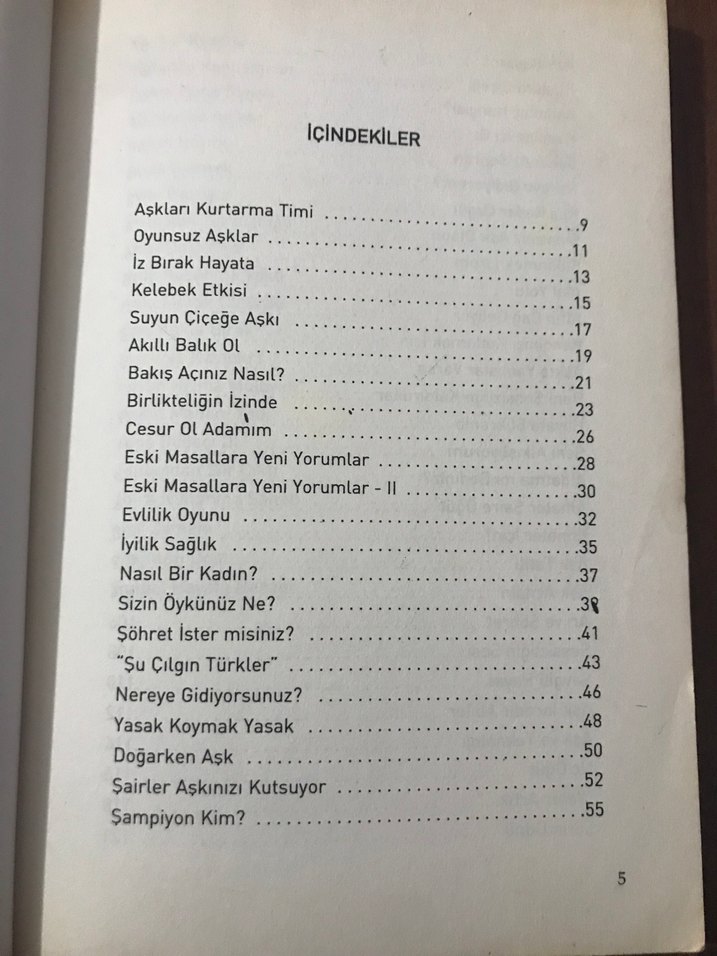 İÇİNDEKİLER
Aşkları Kurtarma Timi ..............................9
Oyunsuz Aşklar ..............................11
İz Bırak Hayata ..............................13
Kelebek Etkisi ..............................15
Suyun Çiçeğe Aşkı ..............................17
Akıllı Balık Ol ..............................19
Bakış Açınız Nasıl? ..............................21
Birlikteliğin İzinde ..............................23
Cesur Ol Adamım ..............................26
Eski Masallara Yeni Yorumlar ..............................28
Eski Masallara Yeni Yorumlar - II ..............................30
Evlilik Oyunu ..............................32
İyilik Sağlık ..............................35
Nasıl Bir Kadın? ..............................37
Sizin Öykünüz Ne? ..............................39
Şöhret İster misiniz? ..............................41
“Şu Çılgın Türkler” ..............................43
Nereye Gidiyorsunuz? ..............................46
Yasak Koymak Yasak ..............................48
Doğarken Aşk ..............................50
Şairler Aşkınızı Kutsuyor ..............................52
Şampiyon Kim? ..............................55
5